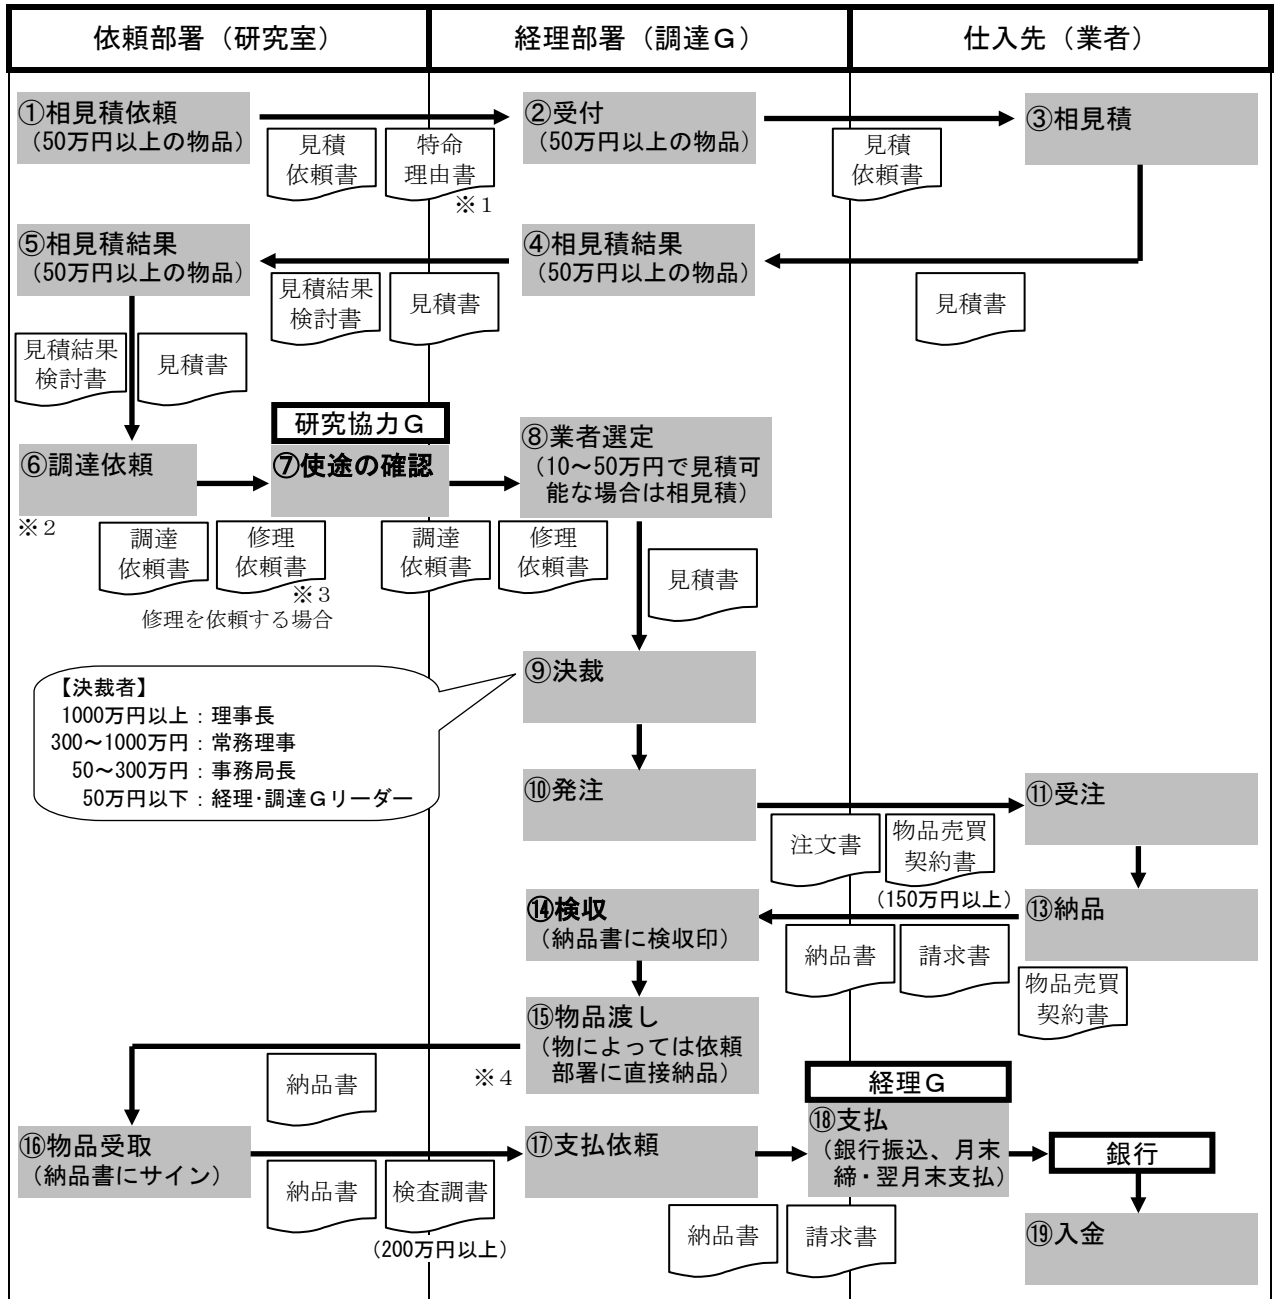 依頼部署（研究室）
経理部署（調達Ｇ）
仕入先（業者）
①相見積依頼
（50万円以上の物品）
②受付
（50万円以上の物品）
③相見積
見積
依頼書
特命
理由書
※１
見積
依頼書
⑤相見積結果
（50万円以上の物品）
④相見積結果
（50万円以上の物品）
見積結果
検討書
見積書
見積書
見積結果
検討書
見積書
研究協力Ｇ
⑥調達依頼
⑦使途の確認
⑧業者選定
（10～50万円で見積可
能な場合は相見積）
※２
調達
依頼書
修理
依頼書
※３
修理を依頼する場合
調達
依頼書
修理
依頼書
見積書
⑨決裁
【決裁者】
1000万円以上：理事長
300～1000万円：常務理事
50～300万円：事務局長
50万円以下：経理･調達Ｇリーダー
⑩発注
⑪受注
注文書
物品売買
契約書
（150万円以上）
⑭検収
（納品書に検収印）
⑬納品
納品書
請求書
物品売買
契約書
⑮物品渡し
（物によっては依頼
部署に直接納品）
納品書
※４
経理Ｇ
⑯物品受取
（納品書にサイン）
⑰支払依頼
⑱支払
（銀行振込、月末
締・翌月末支払）
銀行
納品書
検査調書
（200万円以上）
納品書
請求書
⑲入金